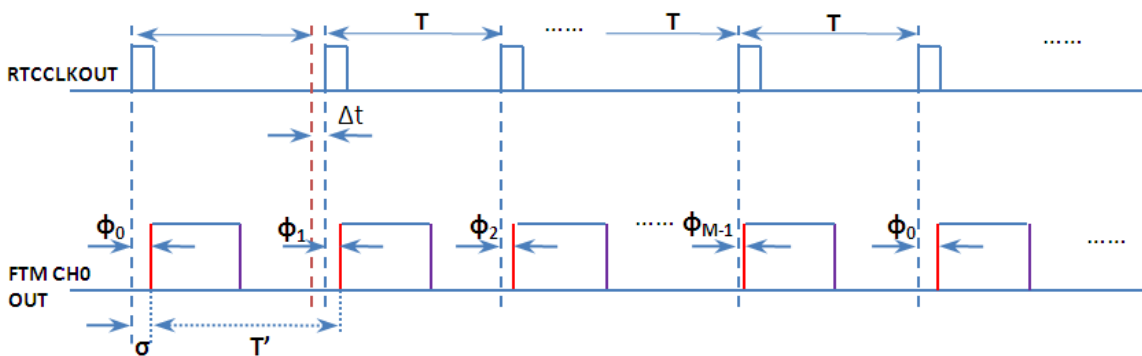 T ...... T T ......
RTCCLKOUT
Δt
ϕ0 ϕ1 ϕ2 ...... ϕM-1 ϕ0 ......
FTM CH0
OUT
σ T’